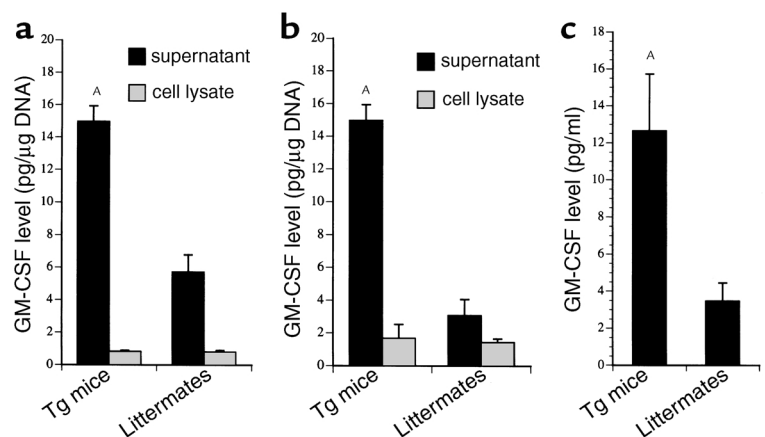 a
GM-CSF level (pg/µg DNA)
20
18
16
14
12
10
8
6
4
2
0
A
supernatant
cell lysate
Tg mice
Littermates
b
GM-CSF level (pg/µg DNA)
20
18
16
14
12
10
8
6
4
2
0
A
supernatant
cell lysate
Tg mice
Littermates
c
GM-CSF level (pg/ml)
18
16
14
12
10
8
6
4
2
0
A
Tg mice
Littermates